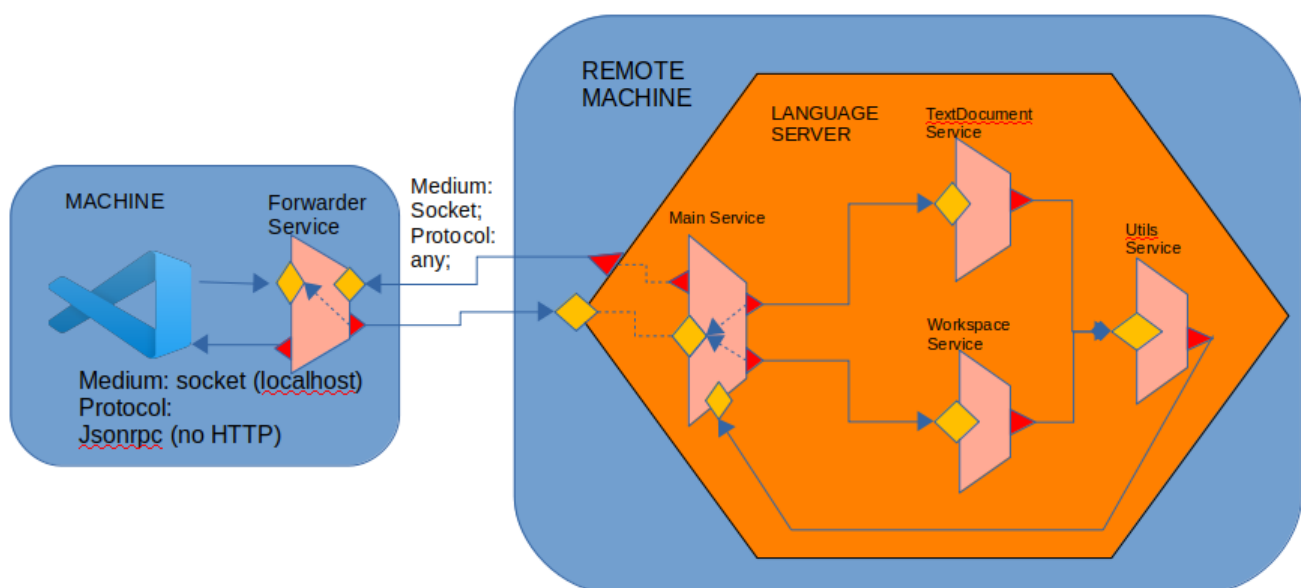 REMOTE
MACHINE
LANGUAGE
SERVER
TextDocument
Service
MACHINE
Forwarder
Service
Medium:
Socket;
Protocol:
any;
Main Service
Utils
Service
Workspace
Service
Medium: socket (localhost)
Protocol:
Jsonrpc (no HTTP)